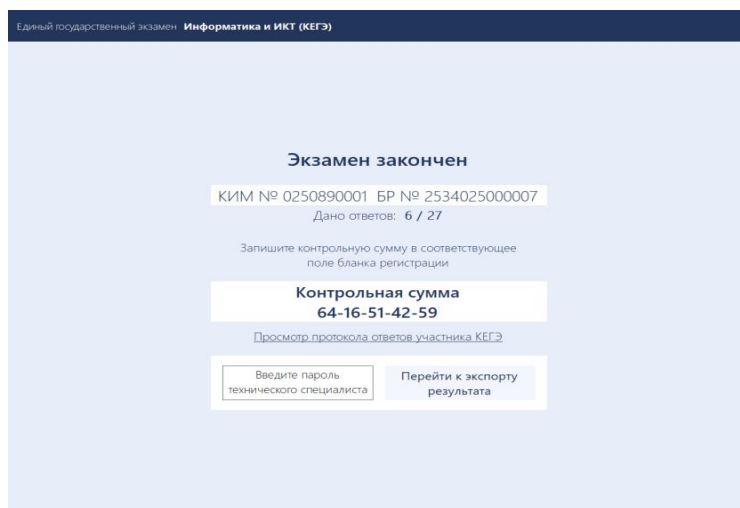 Единый государственный экзамен Информатика и ИКТ (КЕГЭ)
Экзамен закончен
КИМ № 0250890001 БР № 2534025000007
Дано ответов: 6 / 27
Запишите контрольную сумму в соответствующее
поле бланка регистрации
Контрольная сумма
64-16-51-42-59
Просмотр протокола ответов участника КЕГЭ
Введите пароль
технического специалиста
Перейти к экспорту
результата